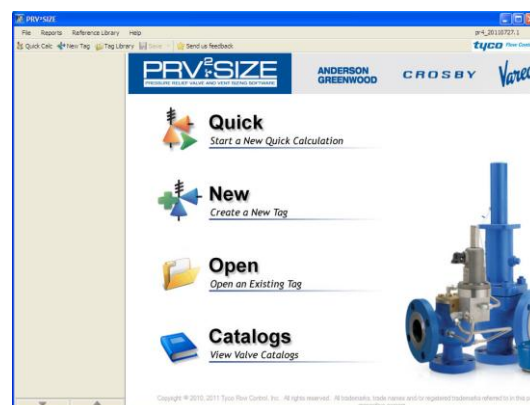 PRV²SIZE
File Reports Reference Library Help pr4_20110727.1
Quick Calc New Tag Tag Library Save Send us feedback tyco Flow Cont
PRV²SIZE ANDERSON GREENWOOD CROSBY Varec
PRESSURE RELIEF VALVE AND VENT SIZING SOFTWARE
Quick
Start a New Quick Calculation
New
Create a New Tag
Open
Open an Existing Tag
Catalogs
View Valve Catalogs
Copyright © 2010, 2011 Tyco Flow Control, Inc. All rights reserved. All trademarks, trade names and/or registered trademarks referred to in this